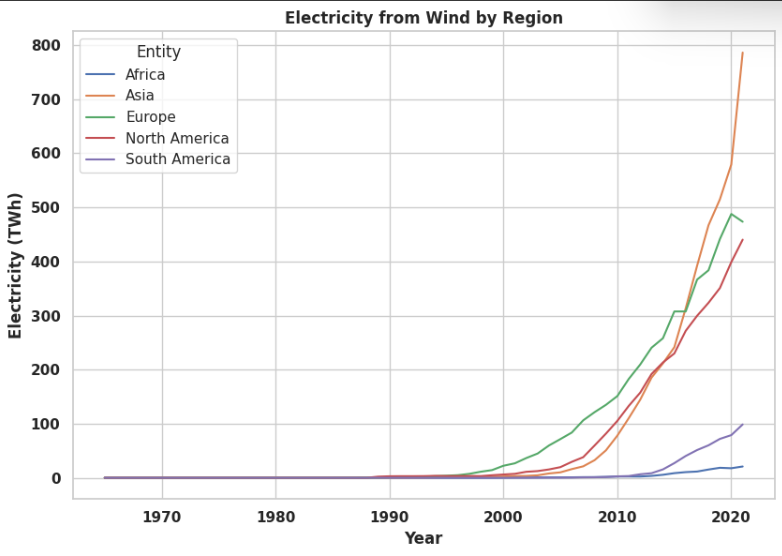 Electricity from Wind by Region
Entity
Africa
Asia
Europe
North America
South America
Electricity (TWh)
800
700
600
500
400
300
200
100
0
1970 1980 1990 2000 2010 2020
Year